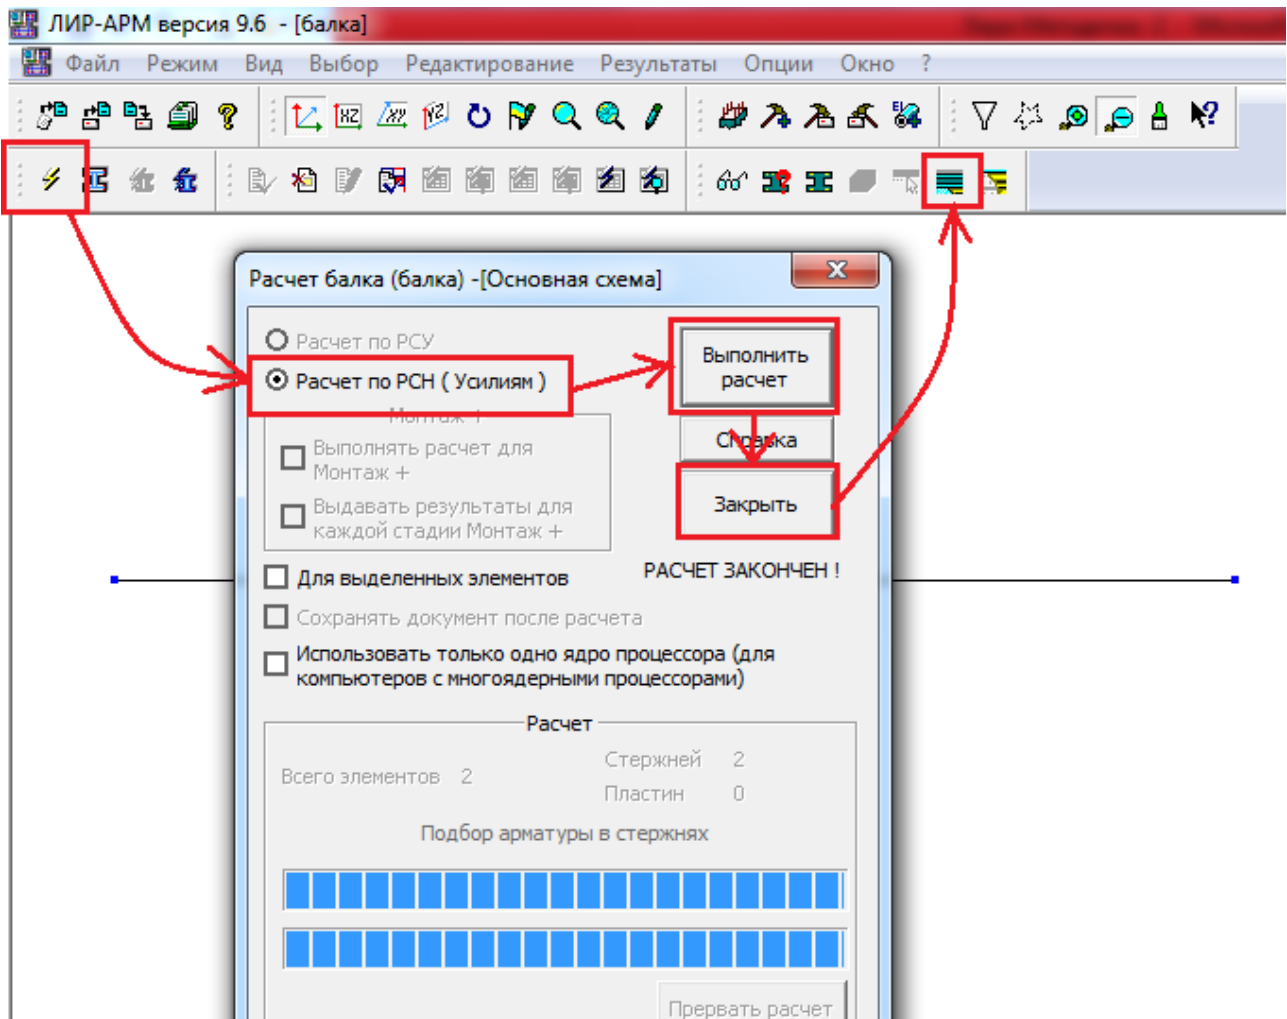 ЛИР-АРМ версия 9.6 - [балка]
Файл Режим Вид Выбор Редактирование Результаты Опции Окно ?
Расчет балка (балка) -[Основная схема]
Расчет по РСУ
Расчет по РСН ( Усилиям )
Выполнить
расчет
Монтаж +
Выполнять расчет для
Монтаж +
Выдавать результаты для
каждой стадии Монтаж +
Справка
Закрыть
РАСЧЕТ ЗАКОНЧЕН !
Для выделенных элементов
Сохранять документ после расчета
Использовать только одно ядро процессора (для
компьютеров с многоядерными процессорами)
Расчет
Всего элементов 2
Стержней 2
Пластин 0
Подбор арматуры в стержнях
Прервать расчет